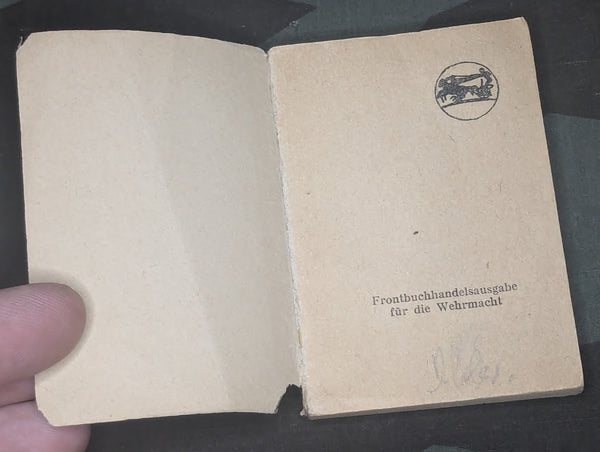 Frontbuchhandelsausgabe
für die Wehrmacht